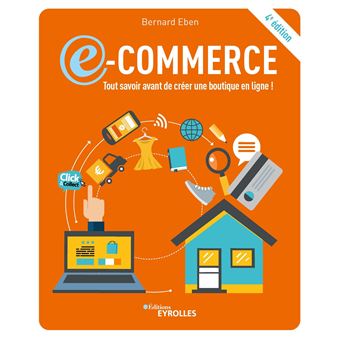 Bernard Eben
4e édition
e-COMMERCE
Tout savoir avant de créer une boutique en ligne !
Click
Collect
€
Éditions
EYROLLES